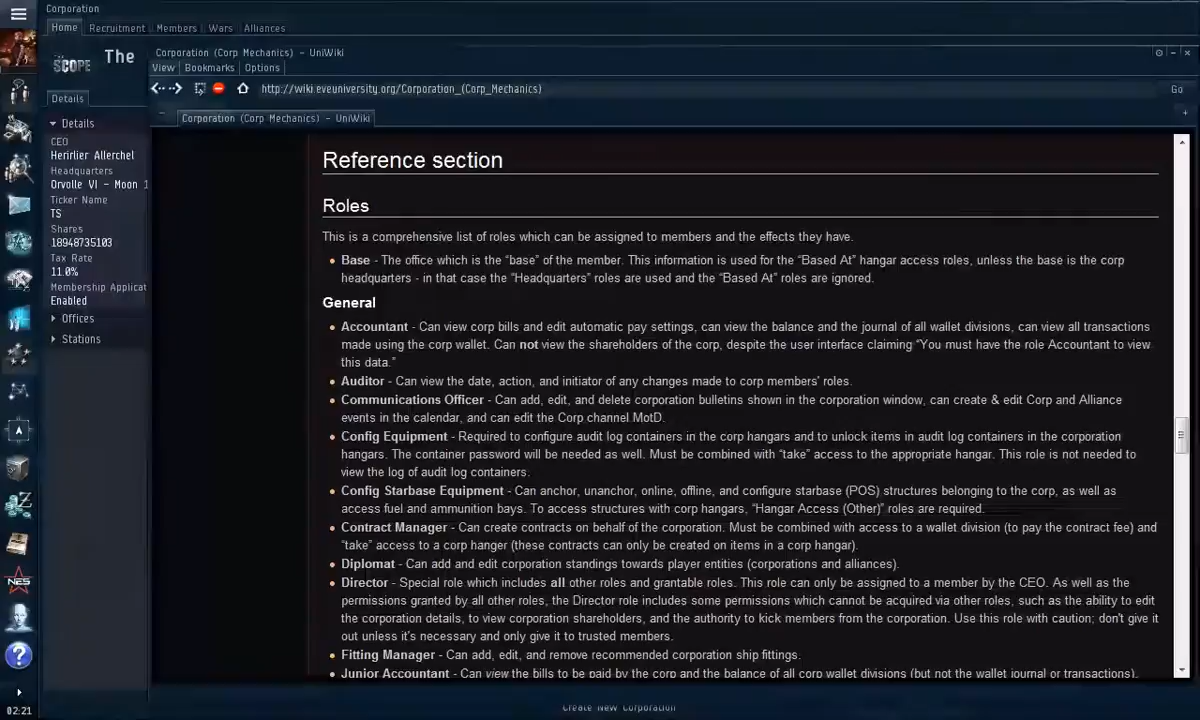 Corporation
Home Recruitment Members Wars Alliances
SCOPE The
Corporation (Corp Mechanics) - UniWiki
View Bookmarks Options
http://wiki.eveuniversity.org/Corporation_(Corp_Mechanics) Go
Details
Corporation (Corp Mechanics) - UniWiki
Details
CEO
Herirlier Allerchel
Headquarters
Orvolle VI - Moon 1
Ticker Name
TS
Shares
18948735103
Tax Rate
11.0%
Membership Applicat
Enabled
Offices
Stations
Reference section
Roles
This is a comprehensive list of roles which can be assigned to members and the effects they have.
Base - The office which is the "base" of the member. This information is used for the "Based At" hangar access roles, unless the base is the corp
headquarters - in that case the "Headquarters" roles are used and the "Based At" roles are ignored.
General
Accountant - Can view corp bills and edit automatic pay settings, can view the balance and the journal of all wallet divisions, can view all transactions
made using the corp wallet. Can not view the shareholders of the corp, despite the user interface claiming "You must have the role Accountant to view
this data."
Auditor - Can view the date, action, and initiator of any changes made to corp members' roles.
Communications Officer - Can add, edit, and delete corporation bulletins shown in the corporation window, can create & edit Corp and Alliance
events in the calendar, and can edit the Corp channel MotD.
Config Equipment - Required to configure audit log containers in the corp hangars and to unlock items in audit log containers in the corporation
hangars. The container password will be needed as well. Must be combined with "take" access to the appropriate hangar. This role is not needed to
view the log of audit log containers.
Config Starbase Equipment - Can anchor, unanchor, online, offline, and configure starbase (POS) structures belonging to the corp, as well as
access fuel and ammunition bays. To access structures with corp hangars, "Hangar Access (Other)" roles are required.
Contract Manager - Can create contracts on behalf of the corporation. Must be combined with access to a wallet division (to pay the contract fee) and
"take" access to a corp hanger (these contracts can only be created on items in a corp hangar).
Diplomat - Can add and edit corporation standings towards player entities (corporations and alliances).
Director - Special role which includes all other roles and grantable roles. This role can only be assigned to a member by the CEO. As well as the
permissions granted by all other roles, the Director role includes some permissions which cannot be acquired via other roles, such as the ability to edit
the corporation details, to view corporation shareholders, and the authority to kick members from the corporation. Use this role with caution; don't give it
out unless it's necessary and only give it to trusted members.
Fitting Manager - Can add, edit, and remove recommended corporation ship fittings.
Junior Accountant - Can view the bills to be paid by the corp and the balance of all corp wallet divisions (but not the wallet journal or transactions).
NES
02:21
Create New Corporation